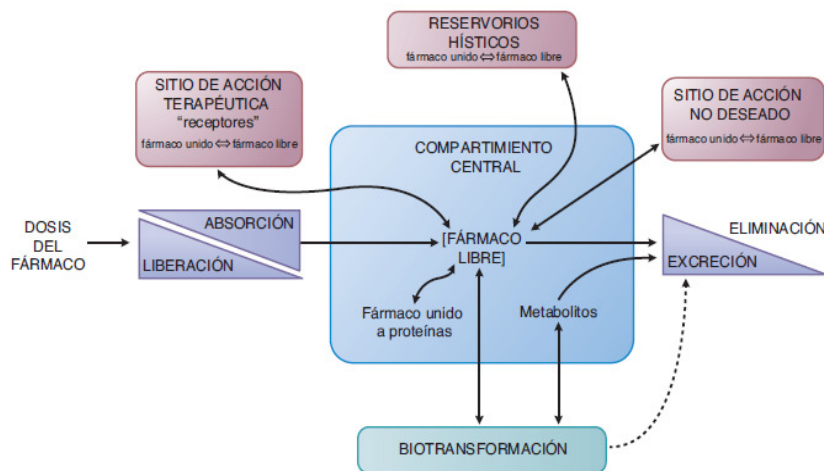 RESERVORIOS
HÍSTICOS
fármaco unido ⇔ fármaco libre
SITIO DE ACCIÓN
TERAPÉUTICA
“receptores”
fármaco unido ⇔ fármaco libre
SITIO DE ACCIÓN
NO DESEADO
fármaco unido ⇔ fármaco libre
COMPARTIMIENTO
CENTRAL
DOSIS
DEL
FÁRMACO
ABSORCIÓN
LIBERACIÓN
[FÁRMACO
LIBRE]
ELIMINACIÓN
EXCRECIÓN
Fármaco unido
a proteínas
Metabolitos
BIOTRANSFORMACIÓN